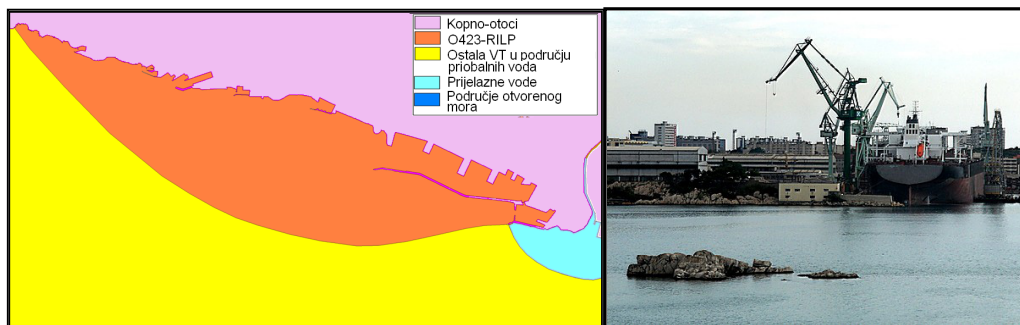 Kopno-otoci
O423-RILP
Ostala VT u području
priobalnih voda
Prijelazne vode
Područje otvorenog
mora